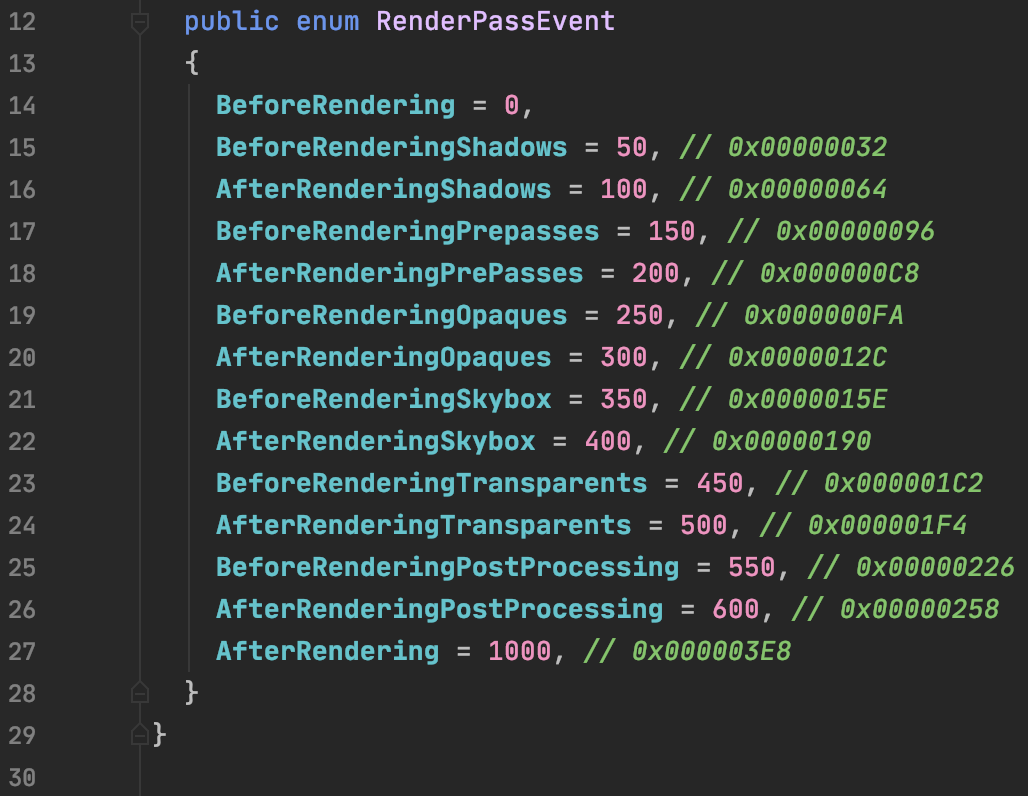 12 public enum RenderPassEvent
13 {
14 BeforeRendering = 0,
15 BeforeRenderingShadows = 50, // 0x00000032
16 AfterRenderingShadows = 100, // 0x00000064
17 BeforeRenderingPrepasses = 150, // 0x00000096
18 AfterRenderingPrePasses = 200, // 0x000000C8
19 BeforeRenderingOpaques = 250, // 0x000000FA
20 AfterRenderingOpaques = 300, // 0x0000012C
21 BeforeRenderingSkybox = 350, // 0x0000015E
22 AfterRenderingSkybox = 400, // 0x00000190
23 BeforeRenderingTransparents = 450, // 0x000001C2
24 AfterRenderingTransparents = 500, // 0x000001F4
25 BeforeRenderingPostProcessing = 550, // 0x00000226
26 AfterRenderingPostProcessing = 600, // 0x00000258
27 AfterRendering = 1000, // 0x000003E8
28 }
29 }
30